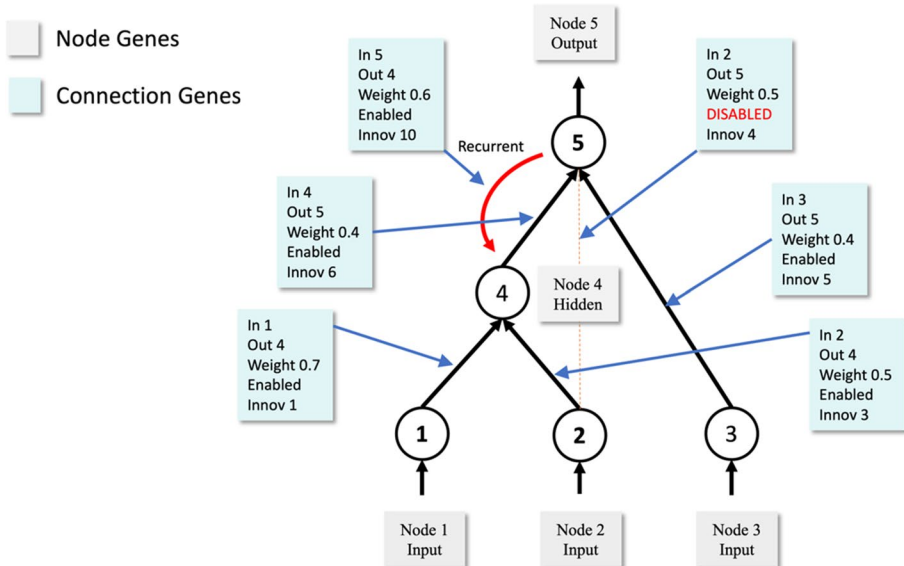 Node Genes
Connection Genes
Node 5
Output
In 5
Out 4
Weight 0.6
Enabled
Innov 10
In 2
Out 5
Weight 0.5
DISABLED
Innov 4
Recurrent
5
In 4
Out 5
Weight 0.4
Enabled
Innov 6
In 3
Out 5
Weight 0.4
Enabled
Innov 5
4
Node 4
Hidden
In 1
Out 4
Weight 0.7
Enabled
Innov 1
In 2
Out 4
Weight 0.5
Enabled
Innov 3
1
2
3
Node 1
Input
Node 2
Input
Node 3
Input